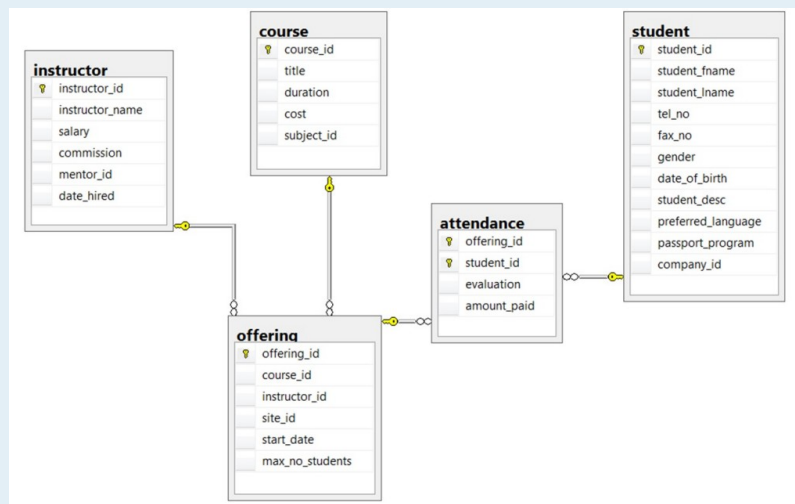 instructor
instructor_id
instructor_name
salary
commission
mentor_id
date_hired
course
course_id
title
duration
cost
subject_id
student
student_id
student_fname
student_lname
tel_no
fax_no
gender
date_of_birth
student_desc
preferred_language
passport_program
company_id
attendance
offering_id
student_id
evaluation
amount_paid
offering
offering_id
course_id
instructor_id
site_id
start_date
max_no_students